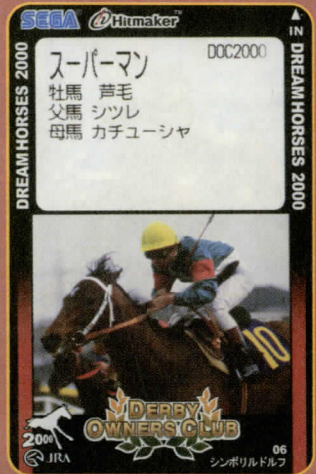 SEGA Hitmaker™
DOC2000
スーパーマン
牡馬 芦毛
父馬 シツレ
母馬 カチューシャ
DREAM HORSES 2000
▲ IN DREAM HORSES 2000
10
DERBY
OWNERS CLUB
2000
JRA
06
シンボリルドルフ